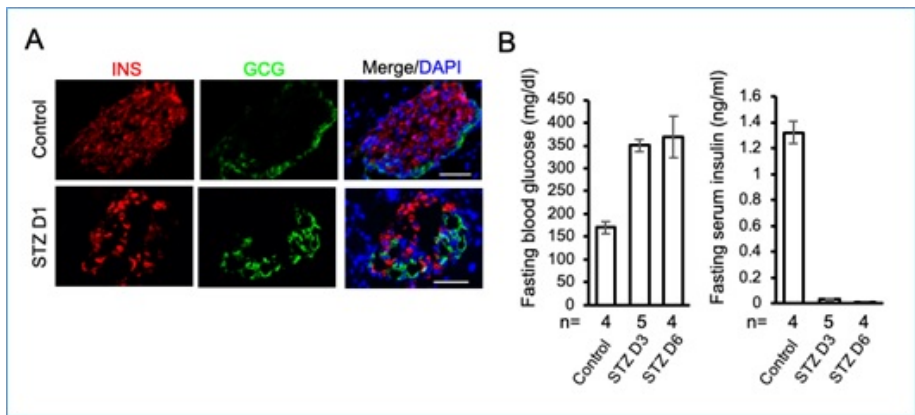 A
INS GCG Merge/DAPI
Control
STZ D1
B
Fasting blood glucose (mg/dl)
450
400
350
300
250
200
150
100
50
0
n= 4 5 4
Control STZ D3 STZ D6
Fasting serum insulin (ng/ml)
1.6
1.4
1.2
1
0.8
0.6
0.4
0.2
0
n= 4 5 4
Control STZ D3 STZ D6